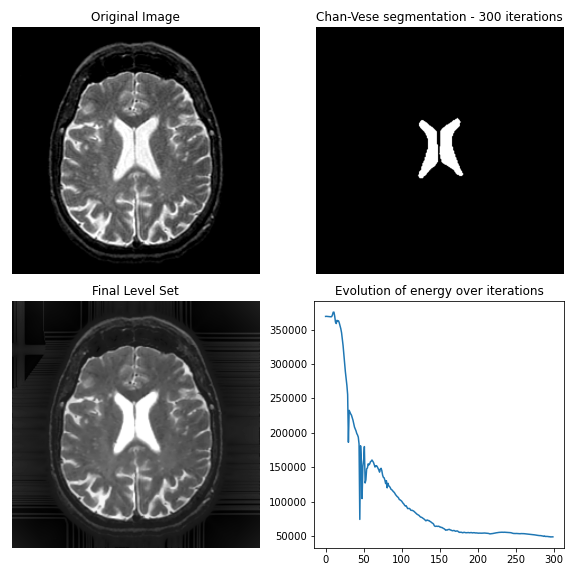 Original Image
Chan-Vese segmentation - 300 iterations
Final Level Set
Evolution of energy over iterations
350000
300000
250000
200000
150000
100000
50000
0 50 100 150 200 250 300